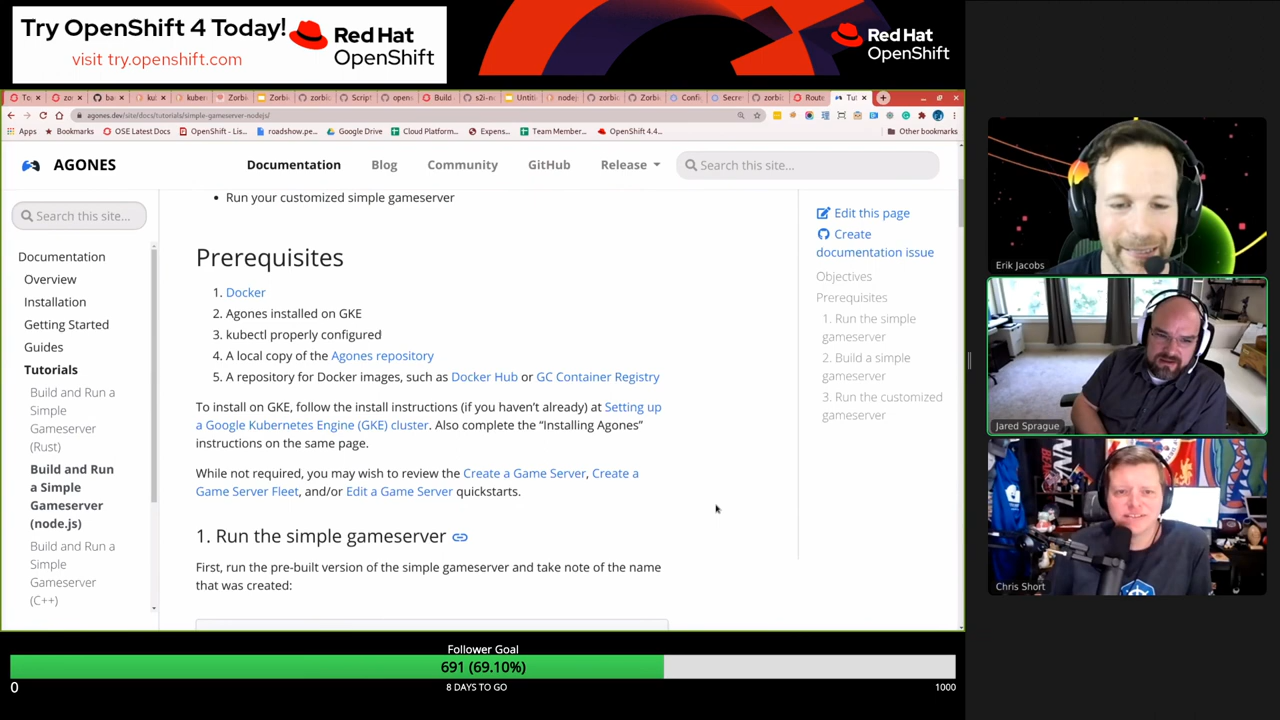 Try OpenShift 4 Today!
visit try.openshift.com
Red Hat
OpenShift
Red Hat
OpenShift
agones.dev/site/docs/tutorials/simple-gameserver-nodejs/
Apps Bookmarks OSE Latest Docs OpenShift - Lis... roadshow.pe... Google Drive Cloud Platform... Expens... Team Member... OpenShift 4.4... Other bookmarks
AGONES
Documentation Blog Community GitHub Release Search this site...
Search this site...
Documentation
Overview
Installation
Getting Started
Guides
Tutorials
Build and Run a
Simple
Gameserver
(Rust)
Build and Run
a Simple
Gameserver
(node.js)
Build and Run a
Simple
Gameserver
(C++)
Run your customized simple gameserver
Prerequisites
1. Docker
2. Agones installed on GKE
3. kubectl properly configured
4. A local copy of the Agones repository
5. A repository for Docker images, such as Docker Hub or GC Container Registry
To install on GKE, follow the install instructions (if you haven't already) at Setting up
a Google Kubernetes Engine (GKE) cluster. Also complete the “Installing Agones”
instructions on the same page.
While not required, you may wish to review the Create a Game Server, Create a
Game Server Fleet, and/or Edit a Game Server quickstarts.
1. Run the simple gameserver
First, run the pre-built version of the simple gameserver and take note of the name
that was created:
Edit this page
Create
documentation issue
Objectives
Prerequisites
1. Run the simple
gameserver
2. Build a simple
gameserver
3. Run the customized
gameserver
Erik Jacobs
Jared Sprague
Chris Short
Follower Goal
691 (69.10%)
0
8 DAYS TO GO
1000